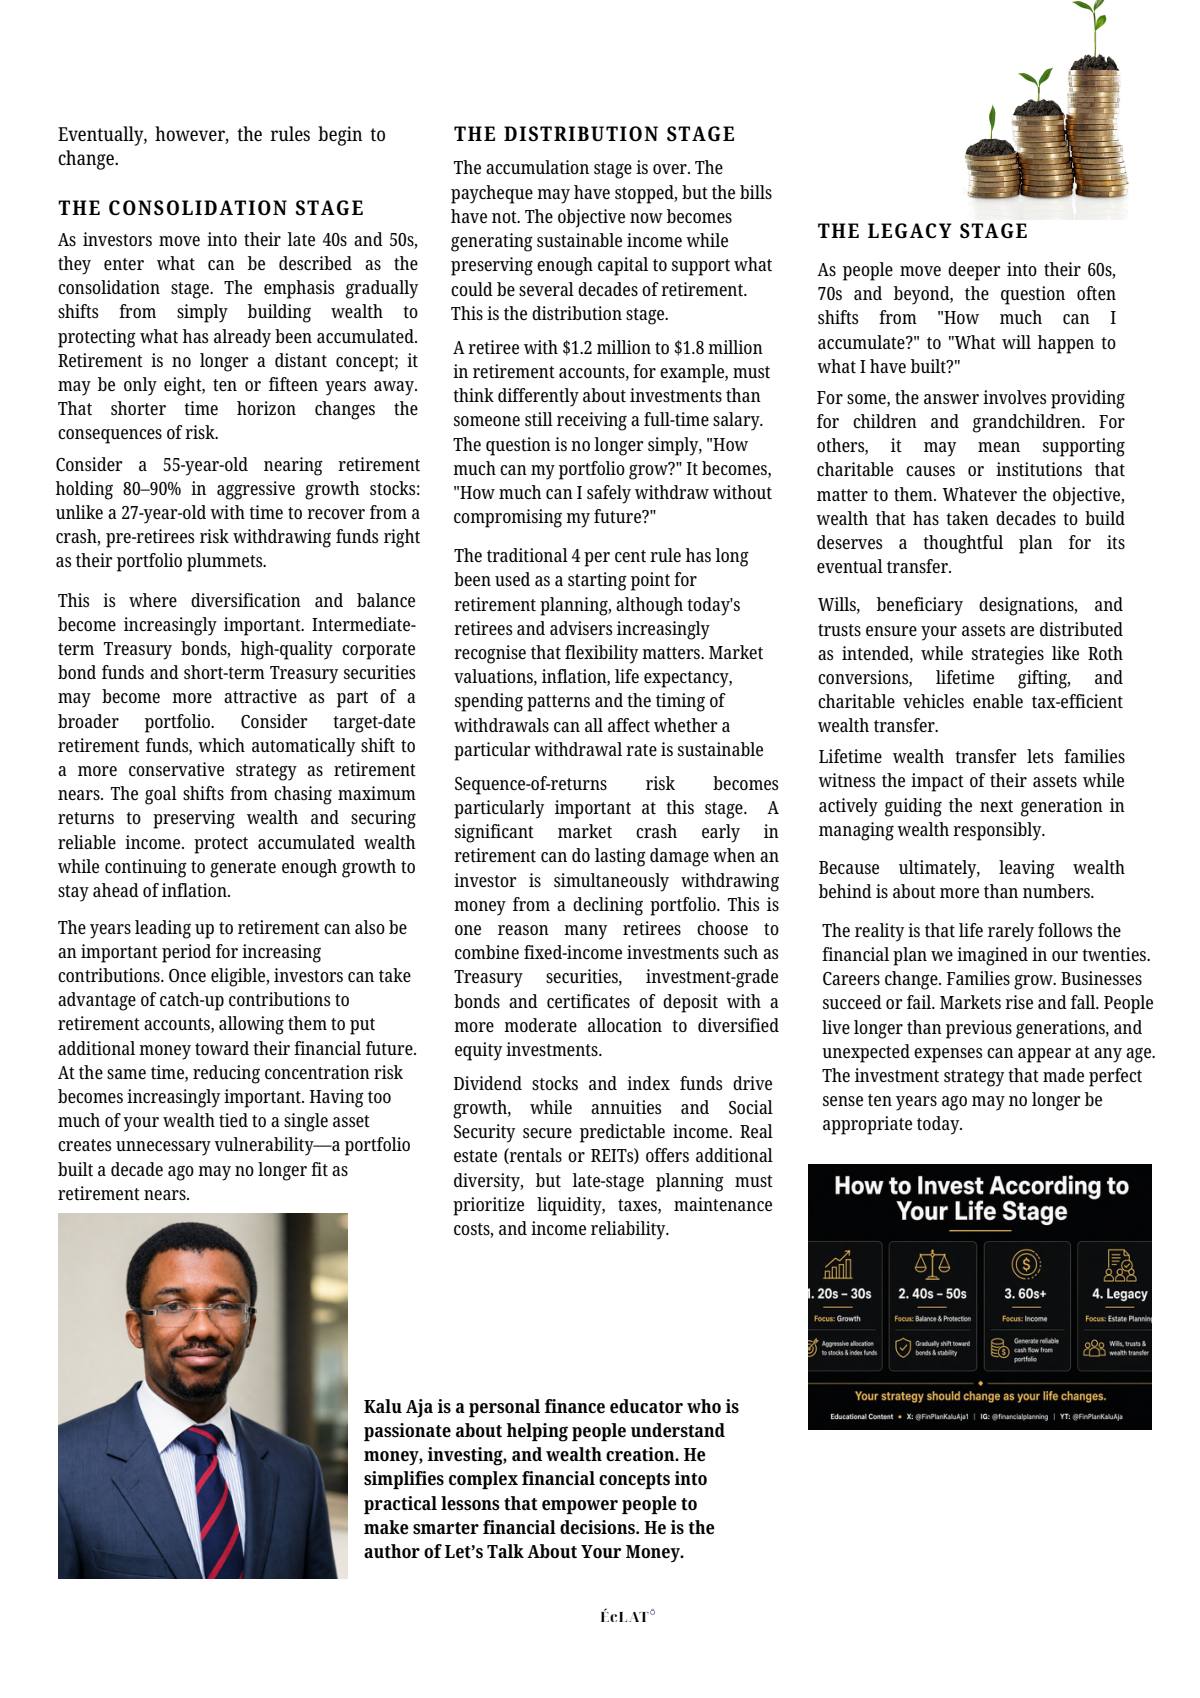 Eventually, however, the rules begin to
change.
THE CONSOLIDATION STAGE
As investors move into their late 40s and 50s,
they enter what can be described as the
consolidation stage. The emphasis gradually
shifts from simply building wealth to
protecting what has already been accumulated.
Retirement is no longer a distant concept; it
may be only eight, ten or fifteen years away.
That shorter time horizon changes the
consequences of risk.
Consider a 55-year-old nearing retirement
holding 80–90% in aggressive growth stocks:
unlike a 27-year-old with time to recover from a
crash, pre-retirees risk withdrawing funds right
as their portfolio plummets.
This is where diversification and balance
become increasingly important. Intermediate-
term Treasury bonds, high-quality corporate
bond funds and short-term Treasury securities
may become more attractive as part of a
broader portfolio. Consider target-date
retirement funds, which automatically shift to
a more conservative strategy as retirement
nears. The goal shifts from chasing maximum
returns to preserving wealth and securing
reliable income. protect accumulated wealth
while continuing to generate enough growth to
stay ahead of inflation.
The years leading up to retirement can also be
an important period for increasing
contributions. Once eligible, investors can take
advantage of catch-up contributions to
retirement accounts, allowing them to put
additional money toward their financial future.
At the same time, reducing concentration risk
becomes increasingly important. Having too
much of your wealth tied to a single asset
creates unnecessary vulnerability—a portfolio
built a decade ago may no longer fit as
retirement nears.
THE DISTRIBUTION STAGE
The accumulation stage is over. The
paycheque may have stopped, but the bills
have not. The objective now becomes
generating sustainable income while
preserving enough capital to support what
could be several decades of retirement.
This is the distribution stage.
A retiree with $1.2 million to $1.8 million
in retirement accounts, for example, must
think differently about investments than
someone still receiving a full-time salary.
The question is no longer simply, "How
much can my portfolio grow?" It becomes,
"How much can I safely withdraw without
compromising my future?"
The traditional 4 per cent rule has long
been used as a starting point for
retirement planning, although today's
retirees and advisers increasingly
recognise that flexibility matters. Market
valuations, inflation, life expectancy,
spending patterns and the timing of
withdrawals can all affect whether a
particular withdrawal rate is sustainable
Sequence-of-returns risk becomes
particularly important at this stage. A
significant market crash early in
retirement can do lasting damage when an
investor is simultaneously withdrawing
money from a declining portfolio. This is
one reason many retirees choose to
combine fixed-income investments such as
Treasury securities, investment-grade
bonds and certificates of deposit with a
more moderate allocation to diversified
equity investments.
Dividend stocks and index funds drive
growth, while annuities and Social
Security secure predictable income. Real
estate (rentals or REITs) offers additional
diversity, but late-stage planning must
prioritize liquidity, taxes, maintenance
costs, and income reliability.
Kalu Aja is a personal finance educator who is
passionate about helping people understand
money, investing, and wealth creation. He
simplifies complex financial concepts into
practical lessons that empower people to
make smarter financial decisions. He is the
author of Let’s Talk About Your Money.
THE LEGACY STAGE
As people move deeper into their 60s,
70s and beyond, the question often
shifts from "How much can I
accumulate?" to "What will happen to
what I have built?"
For some, the answer involves providing
for children and grandchildren. For
others, it may mean supporting
charitable causes or institutions that
matter to them. Whatever the objective,
wealth that has taken decades to build
deserves a thoughtful plan for its
eventual transfer.
Wills, beneficiary designations, and
trusts ensure your assets are distributed
as intended, while strategies like Roth
conversions, lifetime gifting, and
charitable vehicles enable tax-efficient
wealth transfer.
Lifetime wealth transfer lets families
witness the impact of their assets while
actively guiding the next generation in
managing wealth responsibly.
Because ultimately, leaving wealth
behind is about more than numbers.
The reality is that life rarely follows the
financial plan we imagined in our twenties.
Careers change. Families grow. Businesses
succeed or fail. Markets rise and fall. People
live longer than previous generations, and
unexpected expenses can appear at any age.
The investment strategy that made perfect
sense ten years ago may no longer be
appropriate today.
How to Invest According to
Your Life Stage
1. 20s – 30s
Focus: Growth
Aggressive allocation
to stocks & index funds
2. 40s – 50s
Focus: Balance & Protection
Gradually shift toward
bonds & stability
3. 60s+
Focus: Income
Generate reliable
cash flow from
portfolio
4. Legacy
Focus: Estate Planning
Wills, trusts &
wealth transfer
Your strategy should change as your life changes.
Educational Content • X: @FinPlanKaluAja1 | IG: @financialplanning | YT: @FinPlanKaluAja
ÉcLAT